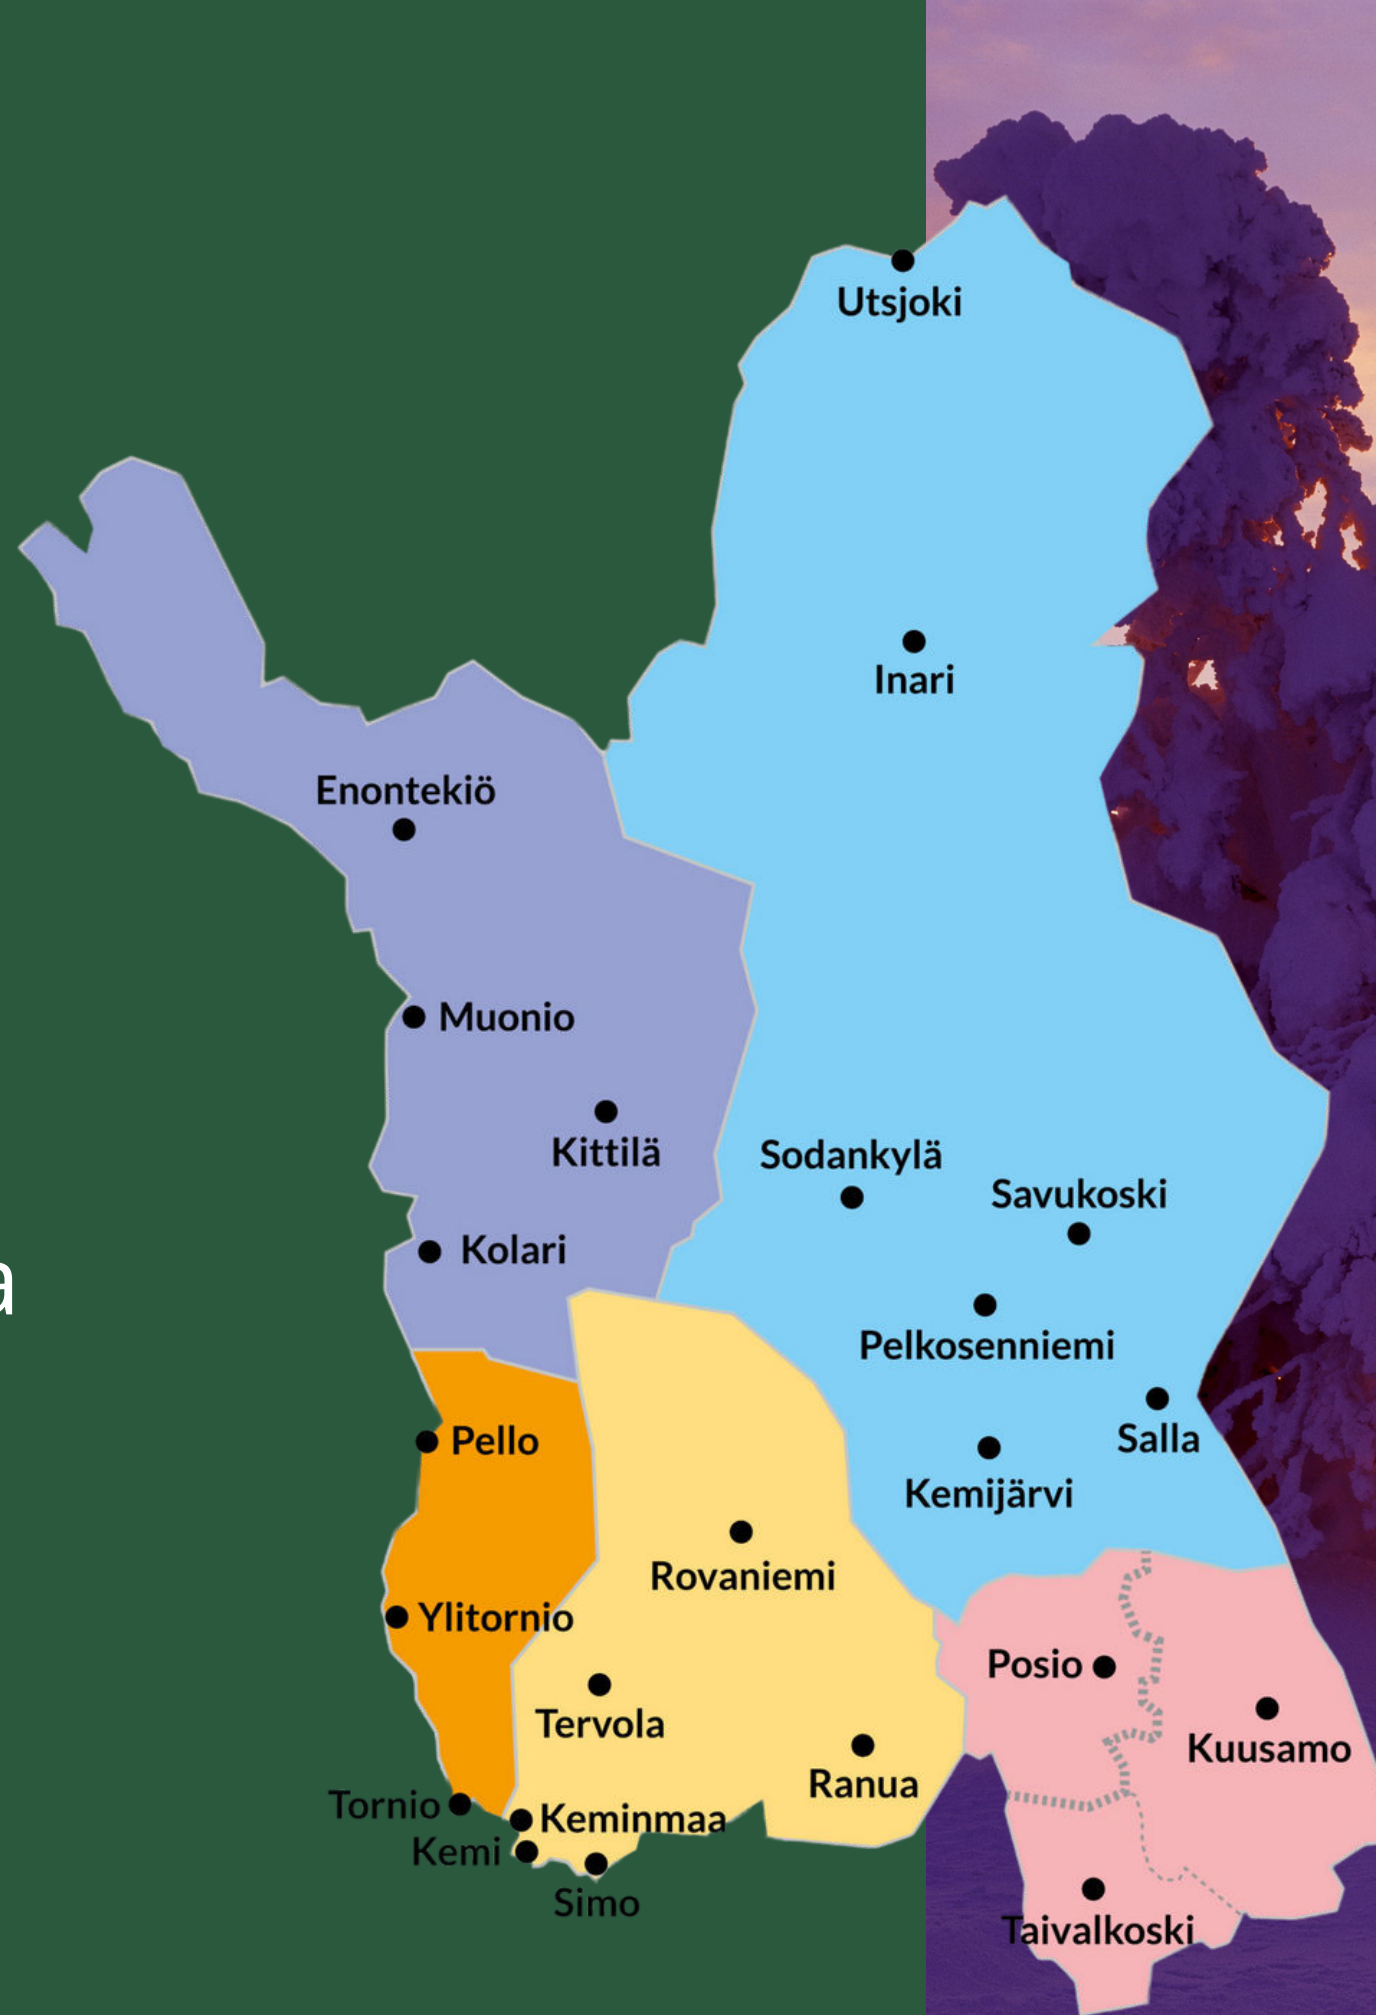 Utsjoki
Inari
Enontekiö
Muonio
Kittilä
Sodankylä
Savukoski
Kolari
Pelkosenniemi
Salla
Pello
Kemijärvi
Rovaniemi
Ylitornio
Posio
Tervola
Kuusamo
Ranua
Tornio
Keminmaa
Kemi
Simo
Taivalkoski